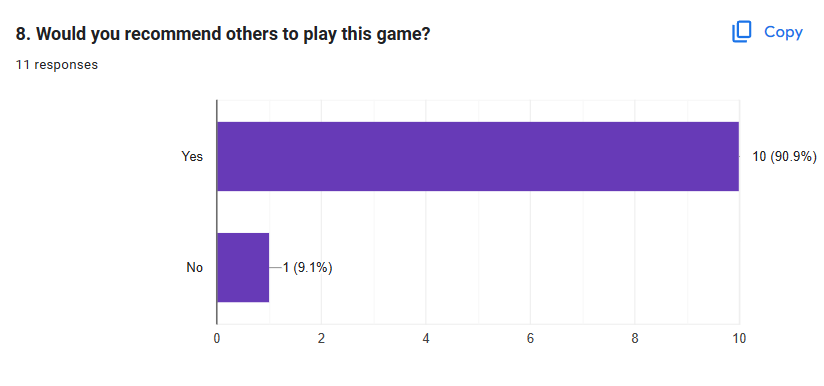 8. Would you recommend others to play this game?
Copy
11 responses
Yes
10 (90.9%)
No
1 (9.1%)
0 2 4 6 8 10